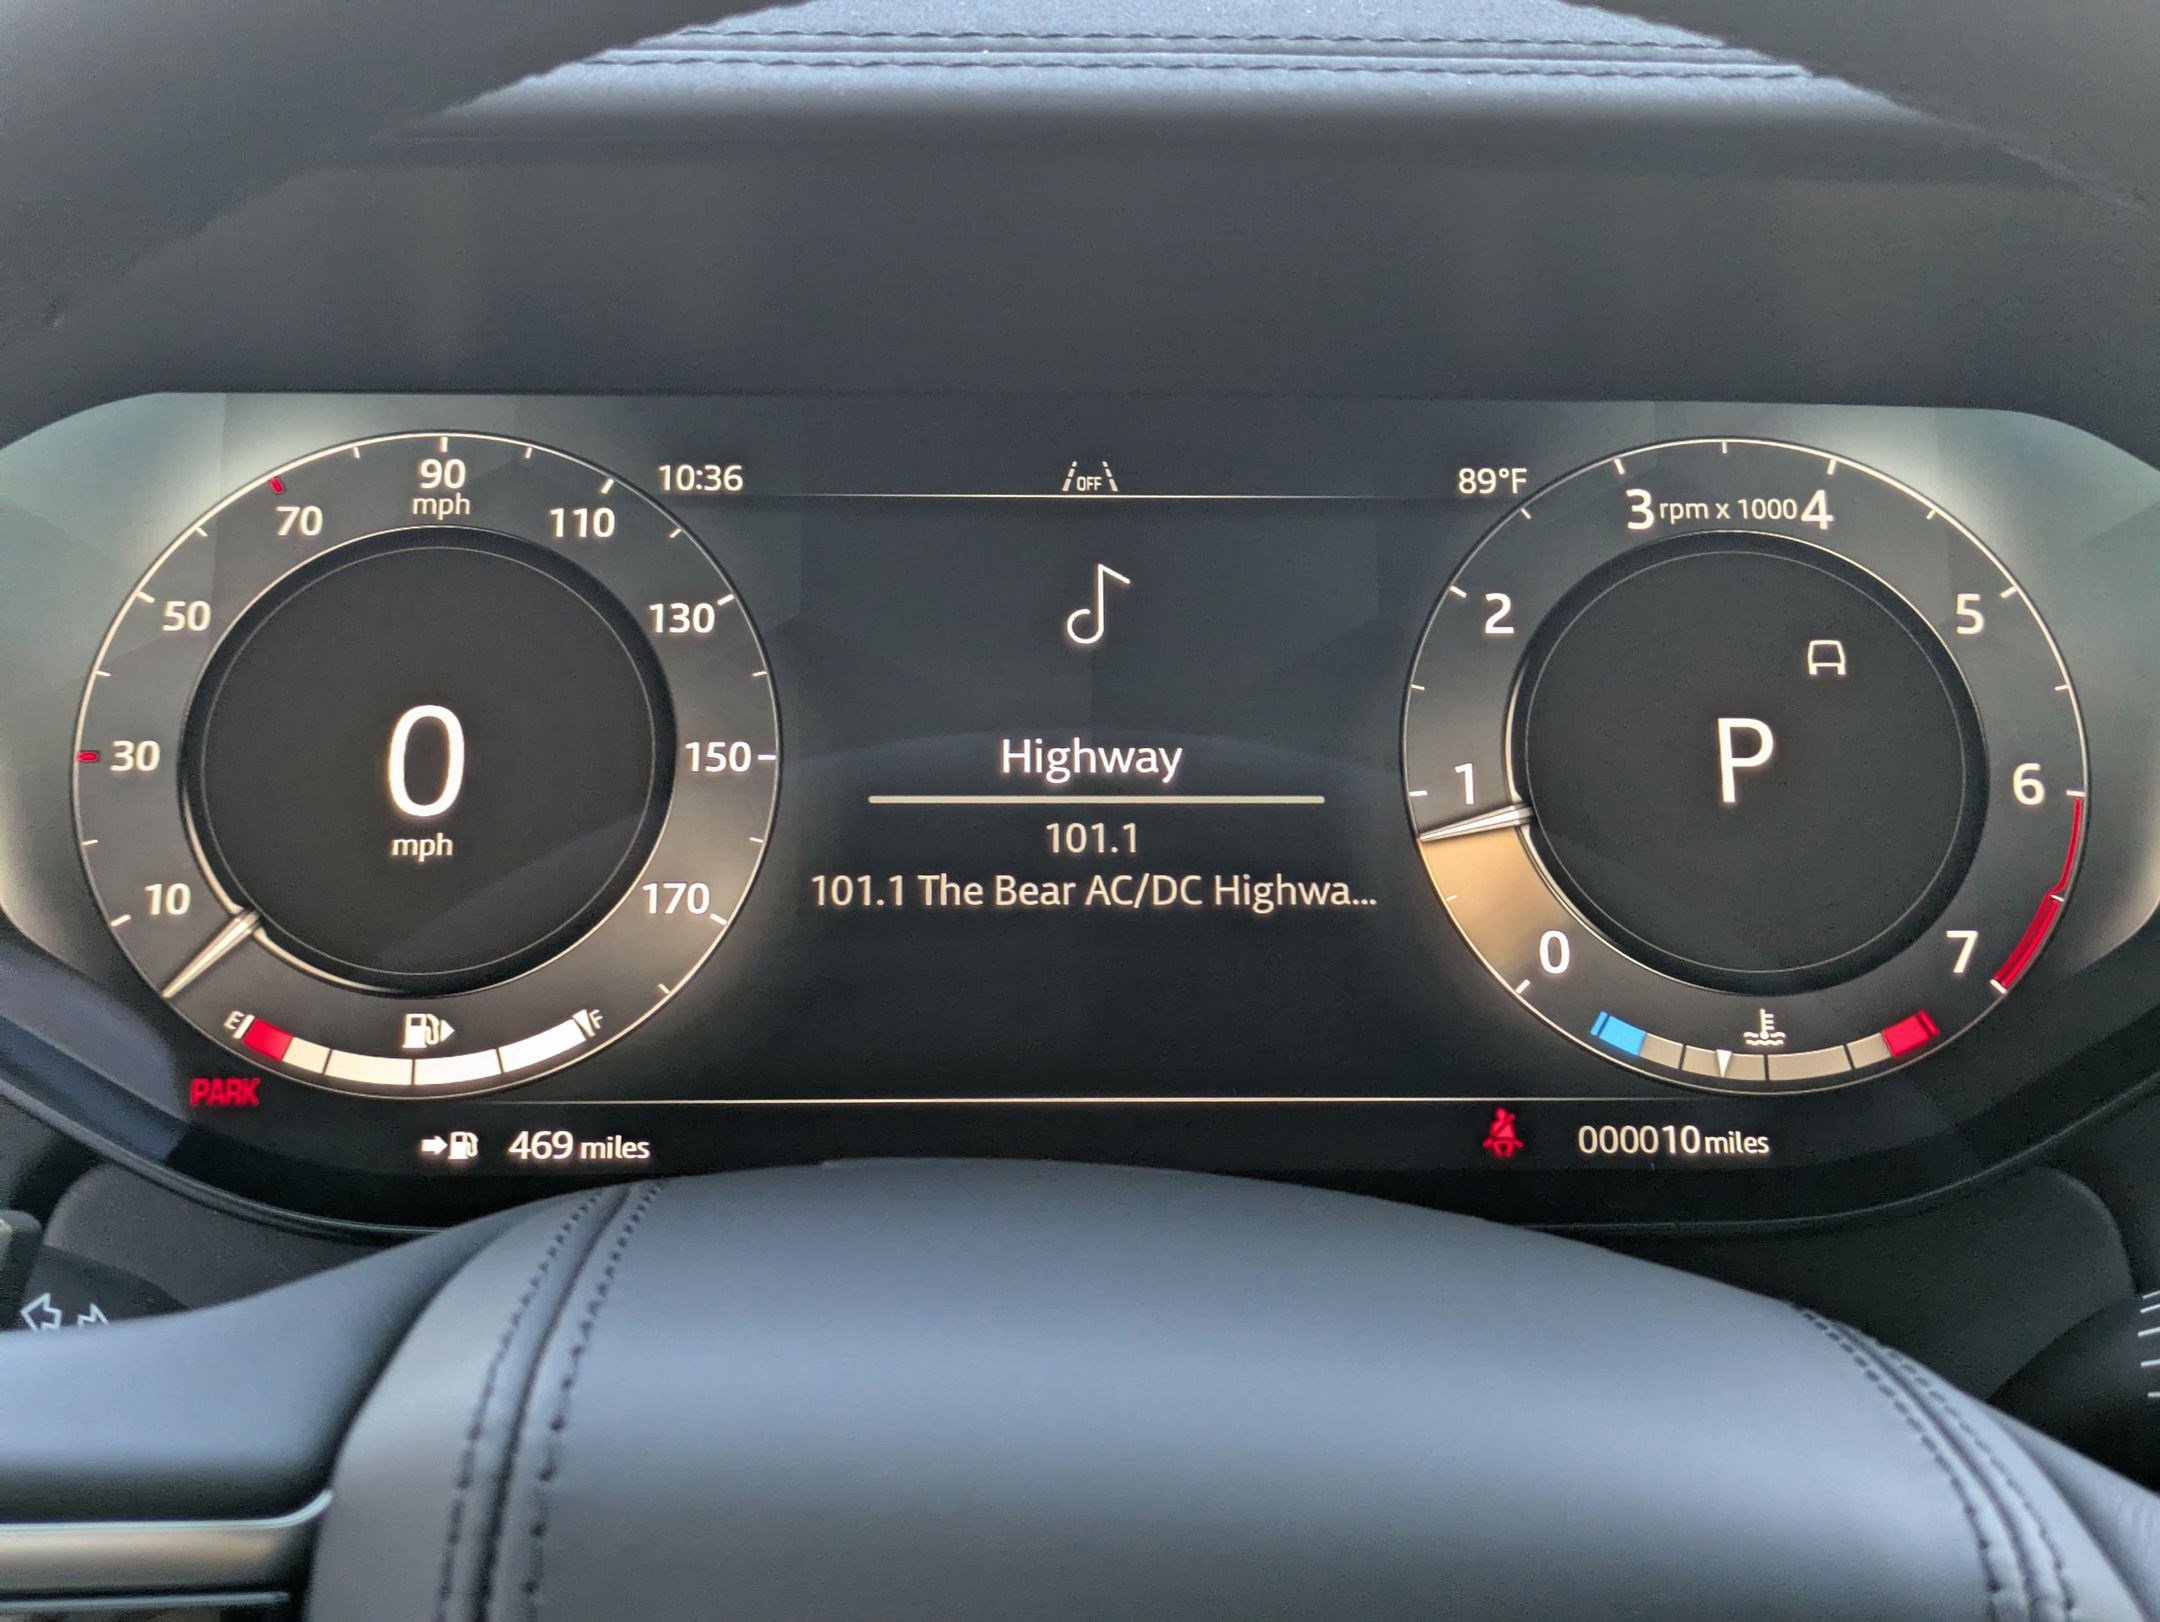 10:36
OFF
89°F
10
30
50
70
90
mph
110
130
150
170
0
mph
E
F
PARK
469 miles
Highway
101.1
101.1 The Bear AC/DC Highwa...
0
1
2
3 rpm x 1000 4
5
6
7
P
000010 miles